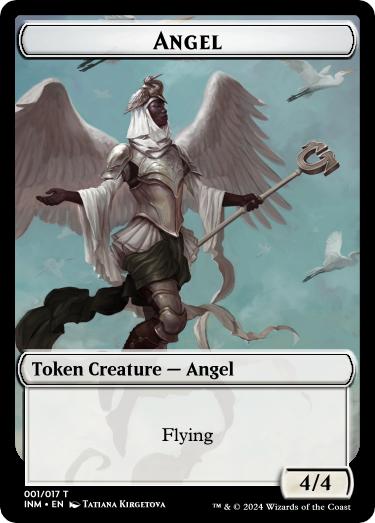 Angel
Token Creature — Angel
Flying
4/4
001/017 T
INM • EN Tatiana Kirgetova
™ & © 2024 Wizards of the Coast